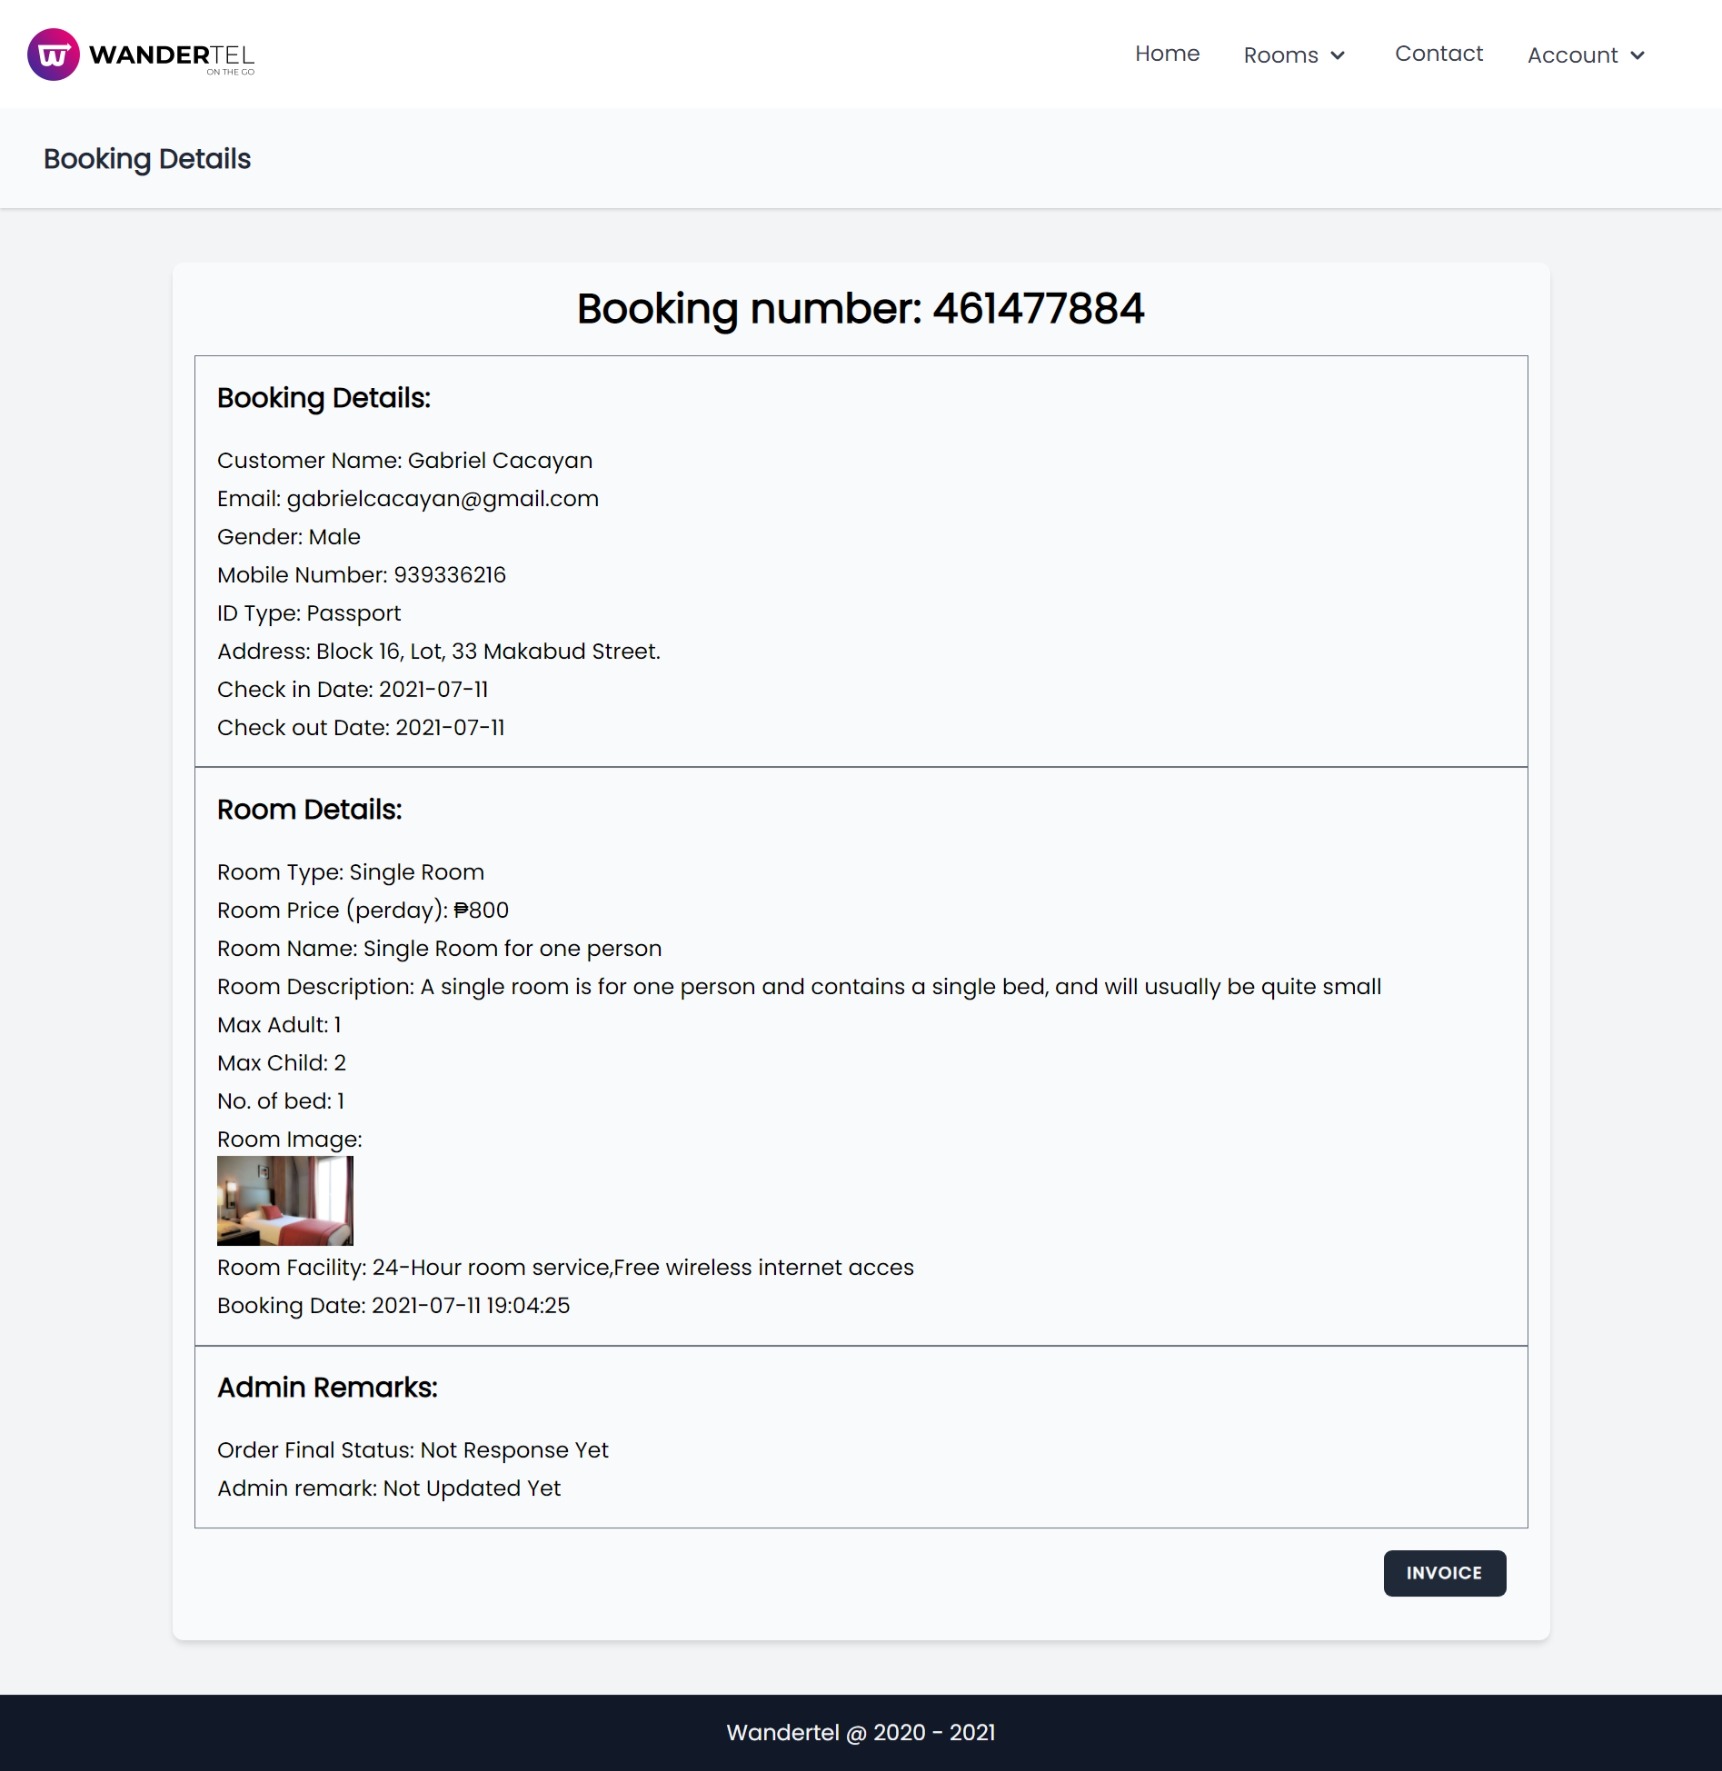 WANDERTEL
ON THE GO
Home
Rooms
Contact
Account
Booking Details
Booking number: 461477884
Booking Details:
Customer Name: Gabriel Cacayan
Email: gabrielcacayan@gmail.com
Gender: Male
Mobile Number: 939336216
ID Type: Passport
Address: Block 16, Lot, 33 Makabud Street.
Check in Date: 2021-07-11
Check out Date: 2021-07-11
Room Details:
Room Type: Single Room
Room Price (perday): ₱800
Room Name: Single Room for one person
Room Description: A single room is for one person and contains a single bed, and will usually be quite small
Max Adult: 1
Max Child: 2
No. of bed: 1
Room Image:
Room Facility: 24-Hour room service,Free wireless internet acces
Booking Date: 2021-07-11 19:04:25
Admin Remarks:
Order Final Status: Not Response Yet
Admin remark: Not Updated Yet
INVOICE
Wandertel @ 2020 - 2021